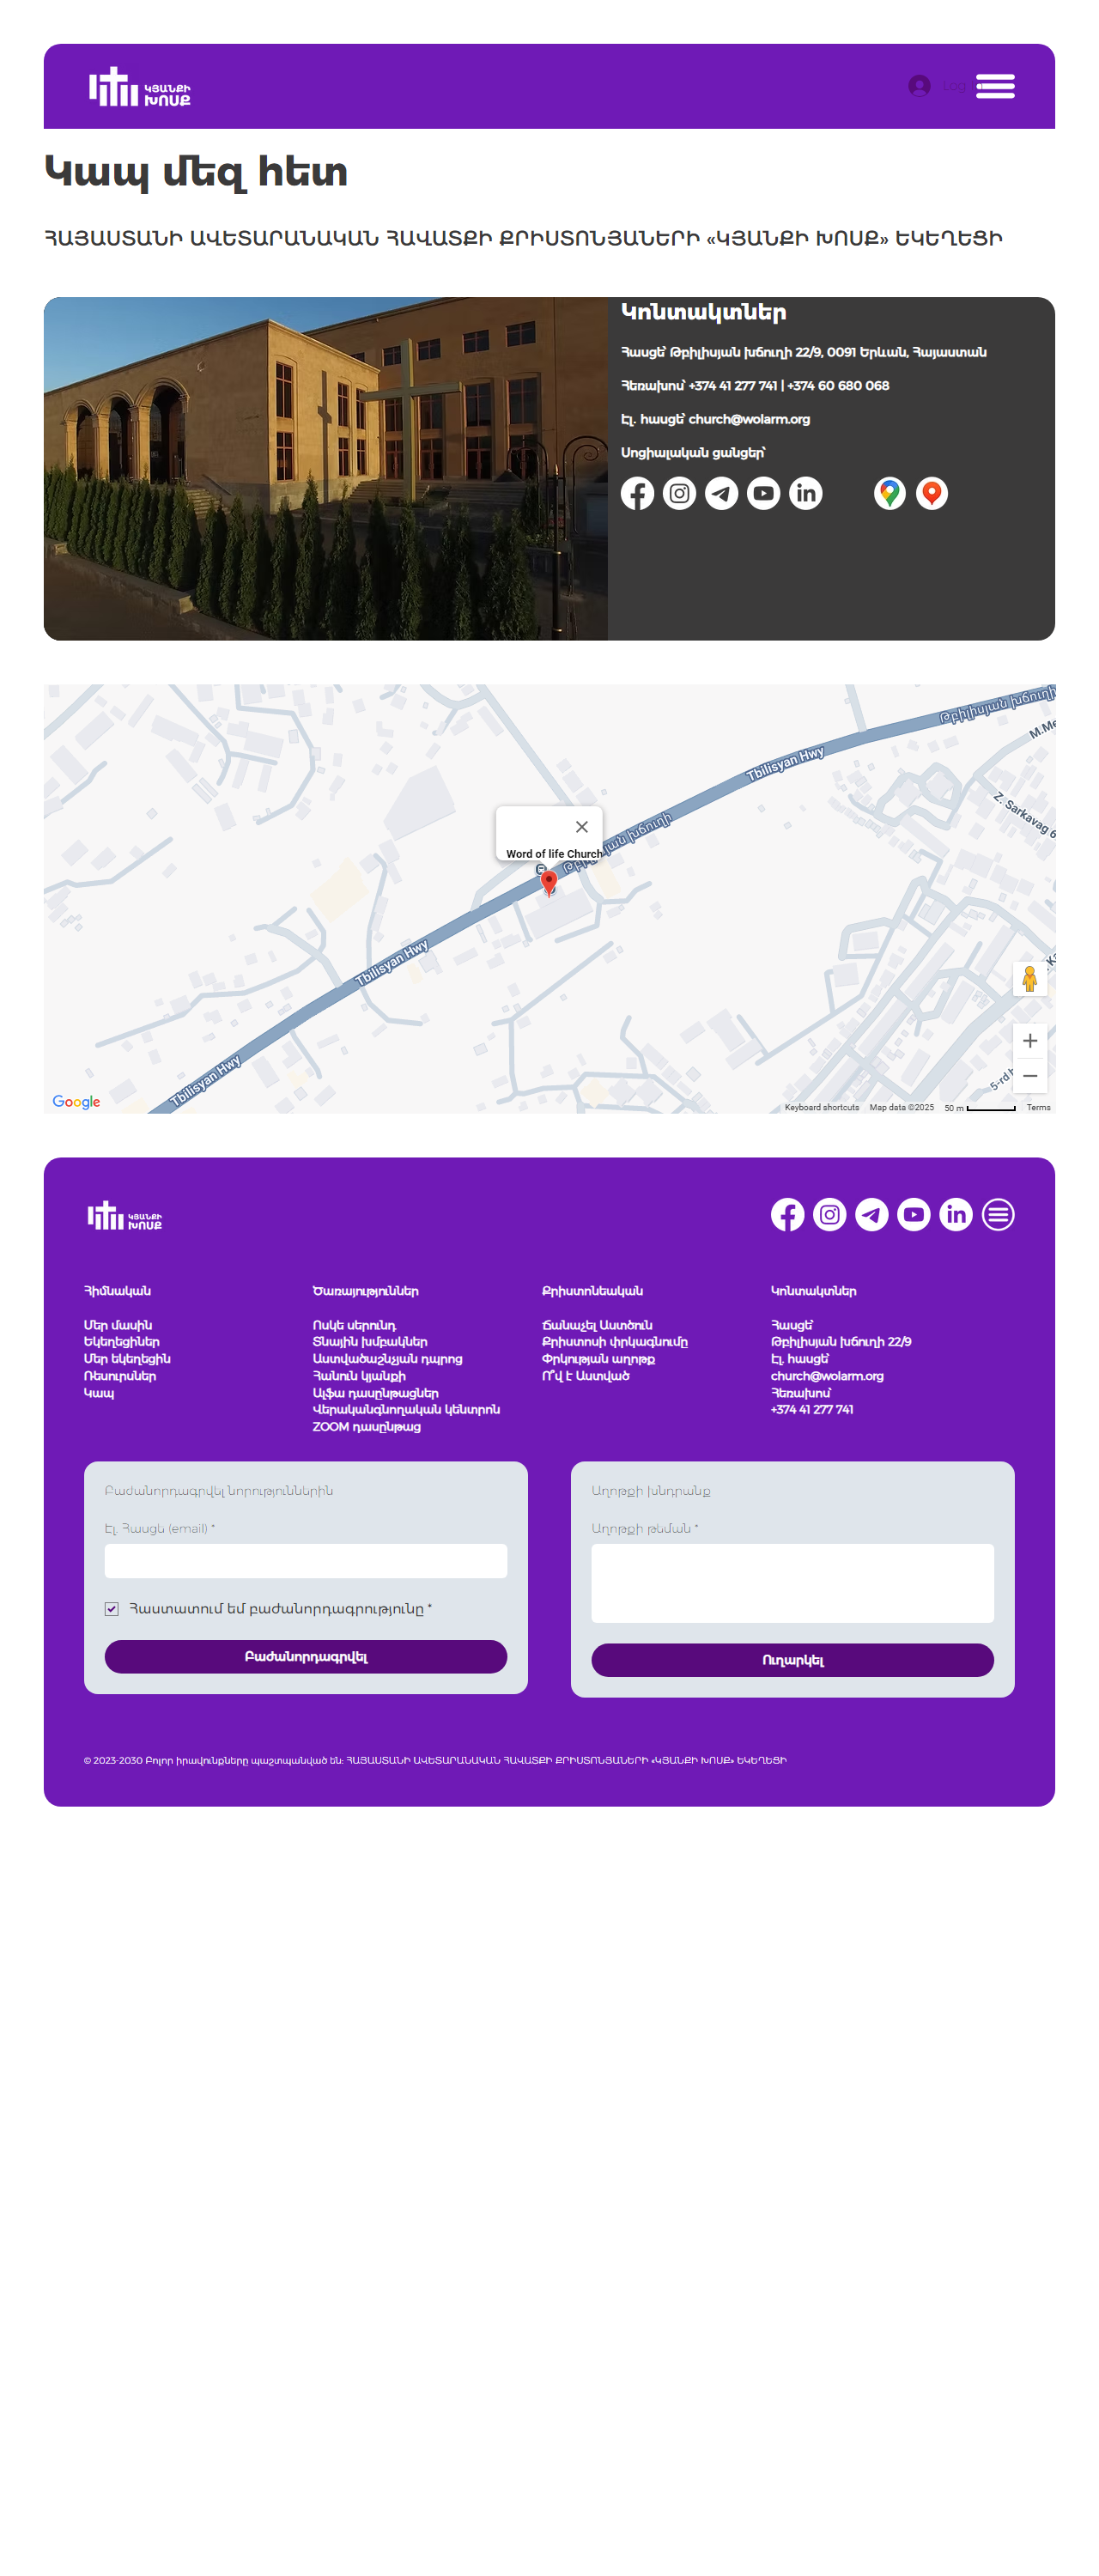 ԿՅԱՆՔԻ
ԽՈՍՔ
Log
Կապ մեզ հետ
ՀԱՅԱՍՏԱՆԻ ԱՎԵՏԱՐԱՆԱԿԱՆ ՀԱՎԱՏՔԻ ՔՐԻՍՏՈՆՅԱՆԵՐԻ «ԿՅԱՆՔԻ ԽՈՍՔ» ԵԿԵՂԵՑԻ
Կոնտակտներ
Հասցե՝ Թբիլիսյան խճուղի 22/9, 0091 Երևան, Հայաստան
Հեռախոս՝ +374 41 277 741 | +374 60 680 068
Էլ. հասցե՝ church@wolarm.org
Սոցիալական ցանցեր՝
Թբիլիսյան խճուղի
M.Me
Tbilisyan Hwy
Z. Sarkavag 6
Word of life Church
խճուղի
Tbilisyan Hwy
Tbilisyan Hwy
5-rd
Google
Keyboard shortcuts Map data ©2025 50 m Terms
ԿՅԱՆՔԻ
ԽՈՍՔ
Հիմնական
Մեր մասին
Եկեղեցիներ
Մեր եկեղեցին
Ռեսուրսներ
Կապ
Ծառայություններ
Ոսկե սերունդ
Տնային խմբակներ
Աստվածաշնչյան դպրոց
Հանուն կյանքի
Ալֆա դասընթացներ
Վերականգնողական կենտրոն
ZOOM դասընթաց
Քրիստոնեական
Ճանաչել Աստծուն
Քրիստոսի փրկագնումը
Փրկության աղոթք
Ո՞վ է Աստված
Կոնտակտներ
Հասցե՝
Թբիլիսյան խճուղի 22/9
Էլ. հասցե՝
church@wolarm.org
Հեռախոս՝
+374 41 277 741
Բաժանորդագրվել նորություններին
Էլ. Հասցե (email) *
Հաստատում եմ բաժանորդագրությունը *
Բաժանորդագրվել
Աղոթքի խնդրանք
Աղոթքի թեման *
Ուղարկել
© 2023-2030 Բոլոր իրավունքները պաշտպանված են: ՀԱՅԱՍՏԱՆԻ ԱՎԵՏԱՐԱՆԱԿԱՆ ՀԱՎԱՏՔԻ ՔՐԻՍՏՈՆՅԱՆԵՐԻ «ԿՅԱՆՔԻ ԽՈՍՔ» ԵԿԵՂԵՑԻ